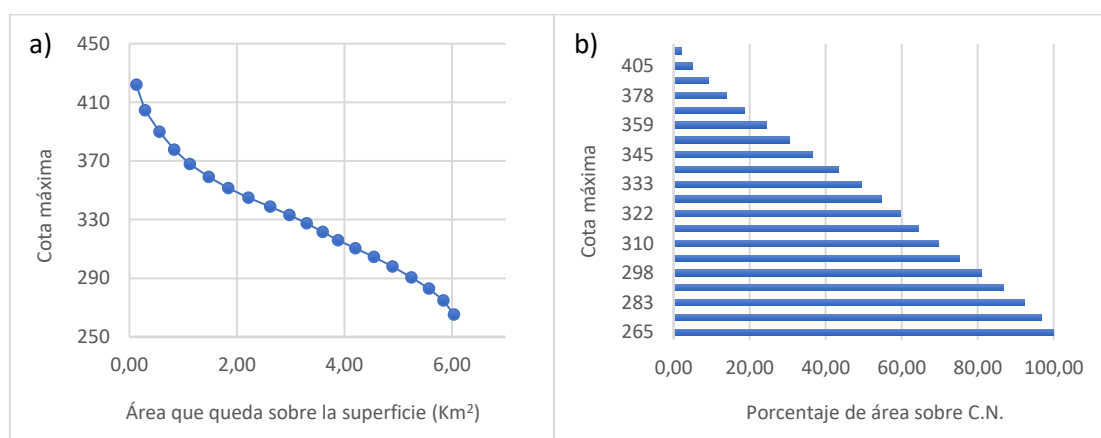 a)
450
410
370
330
290
250
Cota máxima
0,00 2,00 4,00 6,00
Área que queda sobre la superficie (Km²)
b)
405
378
359
345
333
322
310
298
283
265
Cota máxima
0,00 20,00 40,00 60,00 80,00 100,00
Porcentaje de área sobre C.N.